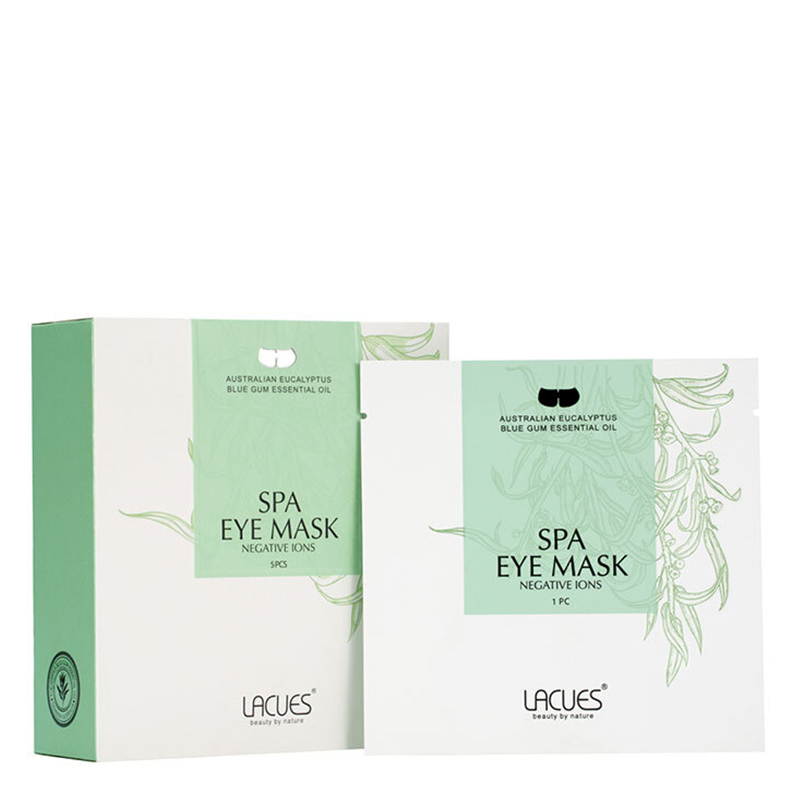 AUSTRALIAN EUCALYPTUS
BLUE GUM ESSENTIAL OIL
SPA
EYE MASK
NEGATIVE IONS
5PCS
LACUES®
beauty by nature
AUSTRALIAN EUCALYPTUS
BLUE GUM ESSENTIAL OIL
SPA
EYE MASK
NEGATIVE IONS
1 PC
LACUES®
beauty by nature